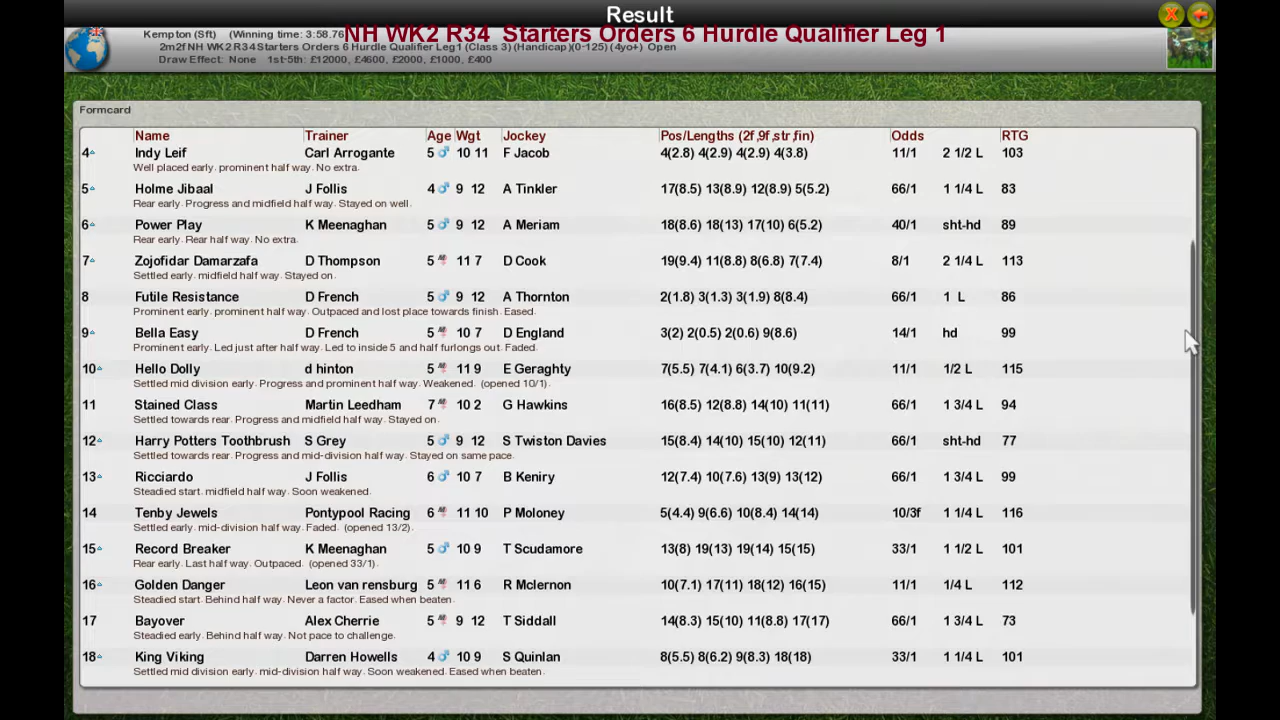 Result
NH WK2 R34 Starters Orders 6 Hurdle Qualifier Leg 1
Kempton (Sft) (Winning time: 3:58.76
2m2f NH WK2 R34 Starters Orders 6 Hurdle Qualifier Leg1 (Class 3) (Handicap)(0-125) (4yo+) Open
Draw Effect: None 1st-5th: £12000, £4600, £2000, £1000, £400
Formcard
Name Trainer Age Wgt Jockey Pos/Lengths (2f,9f,str,fin) Odds RTG
4 Indy Leif Carl Arrogante 5 10 11 F Jacob 4(2.8) 4(2.9) 4(2.9) 4(3.8) 11/1 2 1/2 L 103
Well placed early. prominent half way. No extra.
5 Holme Jibaal J Follis 4 9 12 A Tinkler 17(8.5) 13(8.9) 12(8.9) 5(5.2) 66/1 1 1/4 L 83
Rear early. Progress and midfield half way. Stayed on well.
6 Power Play K Meenaghan 5 9 12 A Meriam 18(8.6) 18(13) 17(10) 6(5.2) 40/1 sht-hd 89
Rear early. Rear half way. No extra.
7 Zojofidar Damarzafa D Thompson 5 11 7 D Cook 19(9.4) 11(8.8) 8(6.8) 7(7.4) 8/1 2 1/4 L 113
Settled early. midfield half way. Stayed on.
8 Futile Resistance D French 5 9 12 A Thornton 2(1.8) 3(1.3) 3(1.9) 8(8.4) 66/1 1 L 86
Prominent early. prominent half way. Outpaced and lost place towards finish. Eased.
9 Bella Easy D French 5 10 7 D England 3(2) 2(0.5) 2(0.6) 9(8.6) 14/1 hd 99
Prominent early. Led just after half way. Led to inside 5 and half furlongs out. Faded.
10 Hello Dolly d hinton 5 11 9 E Geraghty 7(5.5) 7(4.1) 6(3.7) 10(9.2) 11/1 1/2 L 115
Settled mid division early. Progress and prominent half way. Weakened. (opened 10/1).
11 Stained Class Martin Leedham 7 10 2 G Hawkins 16(8.5) 12(8.8) 14(10) 11(11) 66/1 1 3/4 L 94
Settled towards rear. Progress and midfield half way. Stayed on.
12 Harry Potters Toothbrush S Grey 5 9 12 S Twiston Davies 15(8.4) 14(10) 15(10) 12(11) 66/1 sht-hd 77
Settled towards rear. Progress and mid-division half way. Stayed on same pace.
13 Ricciardo J Follis 6 10 7 B Keniry 12(7.4) 10(7.6) 13(9) 13(12) 66/1 1 3/4 L 99
Steadied start. midfield half way. Soon weakened.
14 Tenby Jewels Pontypool Racing 6 11 10 P Moloney 5(4.4) 9(6.6) 10(8.4) 14(14) 10/3f 1 1/4 L 116
Settled early. mid-division half way. Faded. (opened 13/2).
15 Record Breaker K Meenaghan 5 10 9 T Scudamore 13(8) 19(13) 19(14) 15(15) 33/1 1 1/2 L 101
Rear early. Last half way. Outpaced. (opened 33/1).
16 Golden Danger Leon van rensburg 5 11 6 R Mclernon 10(7.1) 17(11) 18(12) 16(15) 11/1 1/4 L 112
Steadied start. Behind half way. Never a factor. Eased when beaten.
17 Bayover Alex Cherrie 5 9 12 T Siddall 14(8.3) 15(10) 11(8.8) 17(17) 66/1 1 3/4 L 73
Steadied early. Behind half way. Not pace to challenge.
18 King Viking Darren Howells 4 10 9 S Quinlan 8(5.5) 8(6.2) 9(8.3) 18(18) 33/1 1 1/4 L 101
Settled mid division early. mid-division half way. Soon weakened. Eased when beaten.